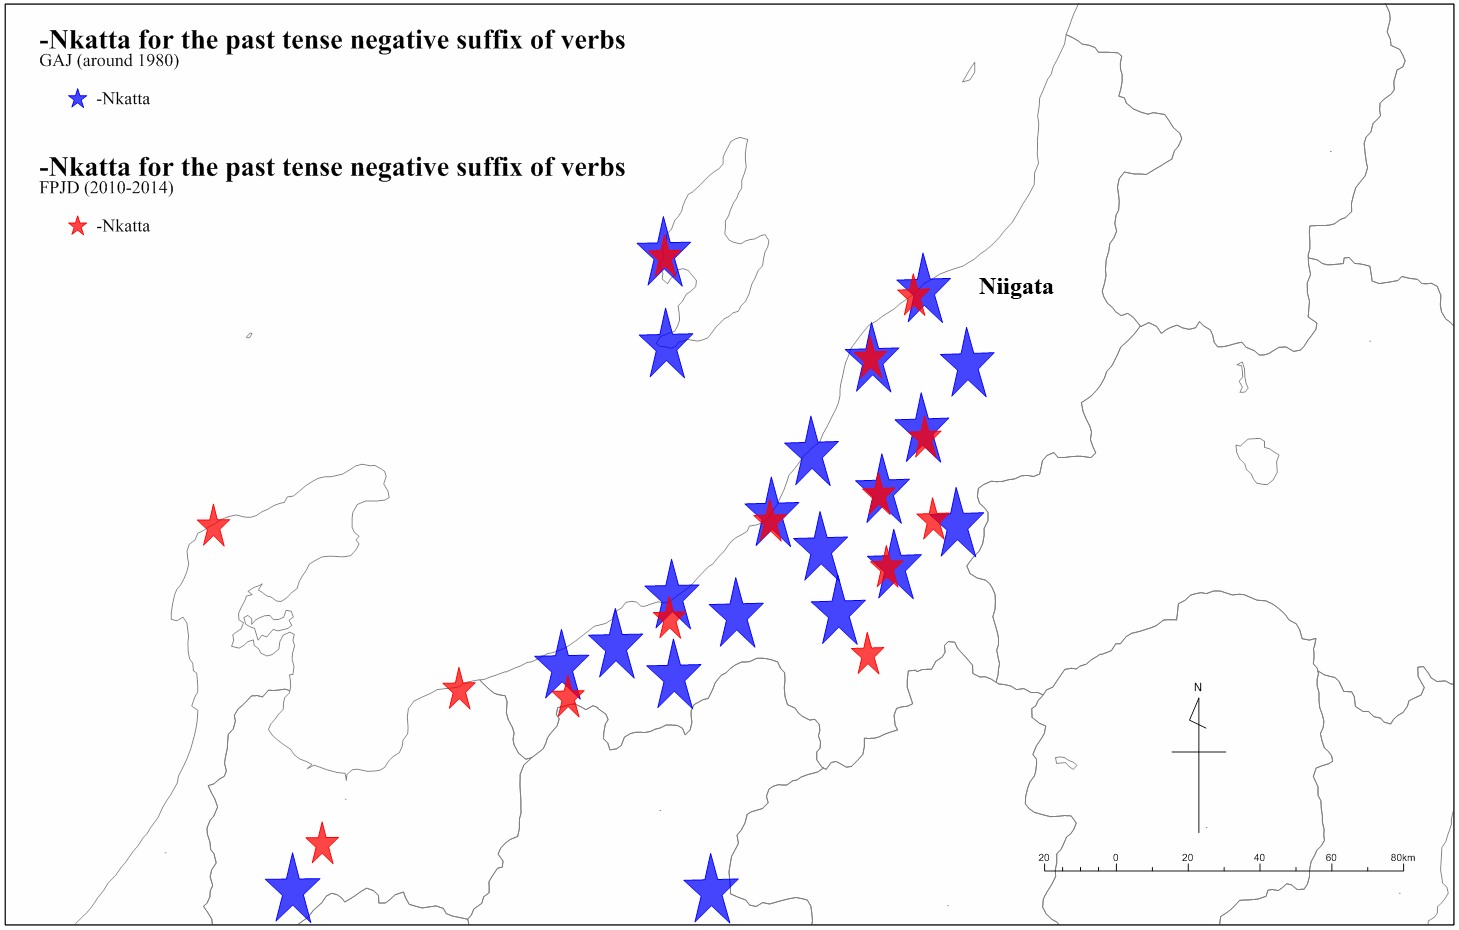 -Nkatta for the past tense negative suffix of verbs
GAJ (around 1980)
-Nkatta
-Nkatta for the past tense negative suffix of verbs
FPJD (2010-2014)
-Nkatta
Niigata
N
20 0 20 40 60 80km